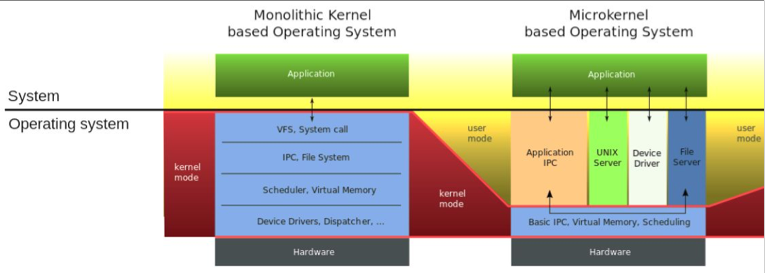 Monolithic Kernel
based Operating System
Microkernel
based Operating System
Application
Application
System
Operating system
VFS, System call
IPC, File System
Scheduler, Virtual Memory
Device Drivers, Dispatcher, ...
kernel
mode
kernel
mode
user
mode
Application
IPC
UNIX
Server
Device
Driver
File
Server
user
mode
Basic IPC, Virtual Memory, Scheduling
Hardware
Hardware